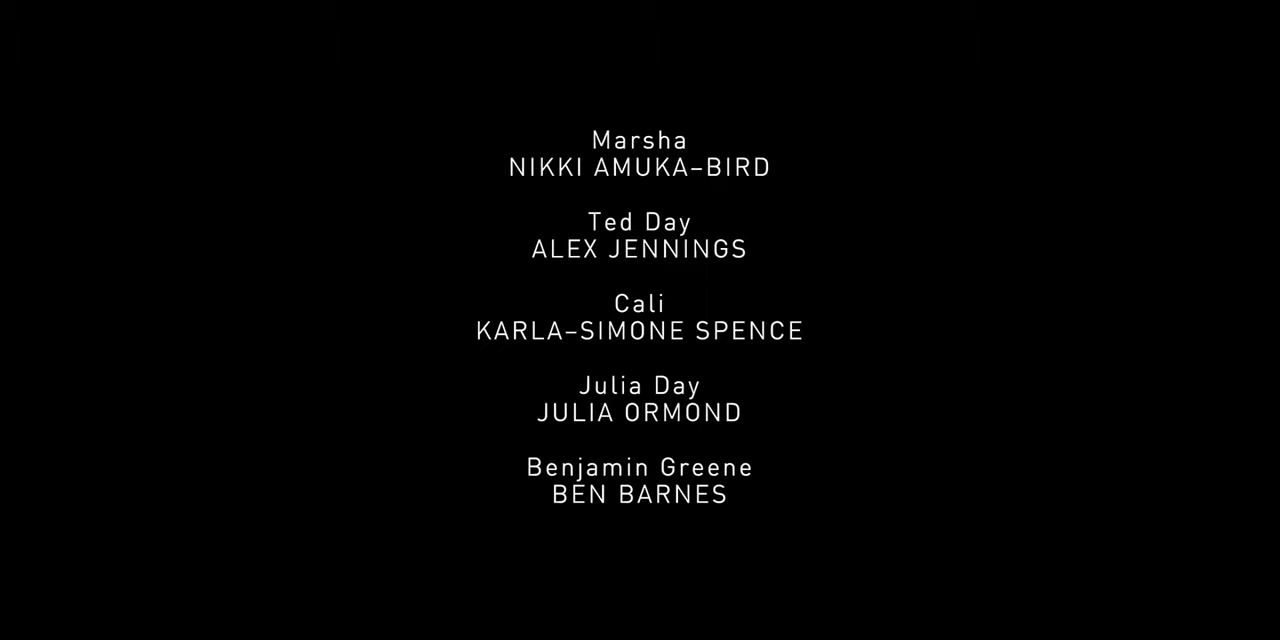 Marsha
NIKKI AMUKA–BIRD
Ted Day
ALEX JENNINGS
Cali
KARLA–SIMONE SPENCE
Julia Day
JULIA ORMOND
Benjamin Greene
BEN BARNES